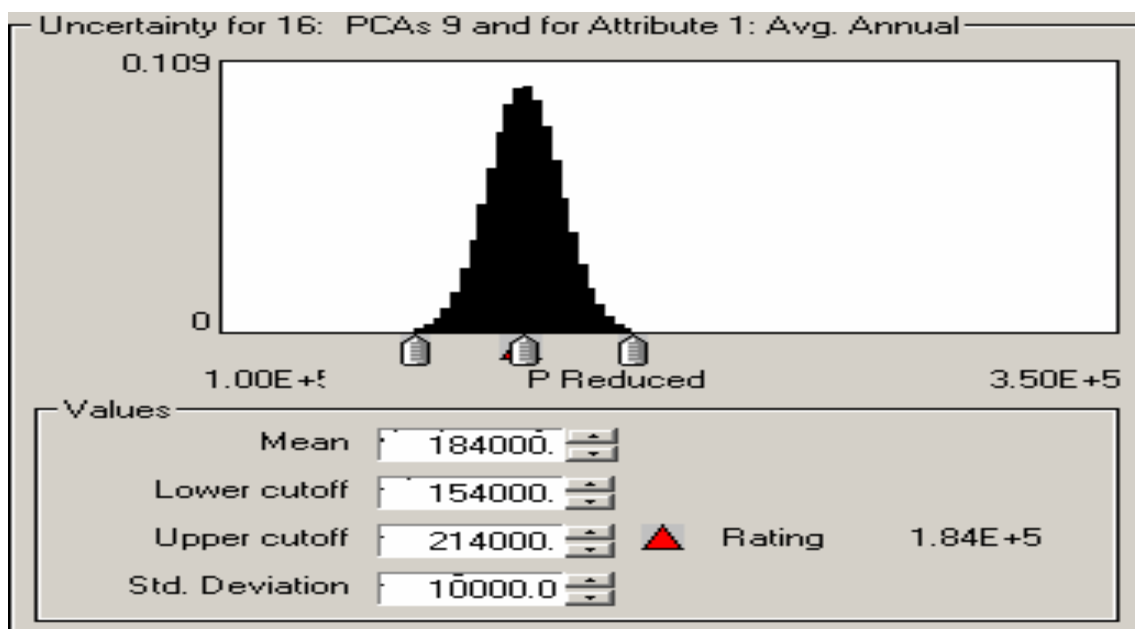 Uncertainty for 16: PCAs 9 and for Attribute 1: Avg. Annual
0.109
0
1.00E+5 P Reduced 3.50E+5
Values
Mean 184000.
Lower cutoff 154000.
Upper cutoff 214000. Rating 1.84E+5
Std. Deviation 10000.0